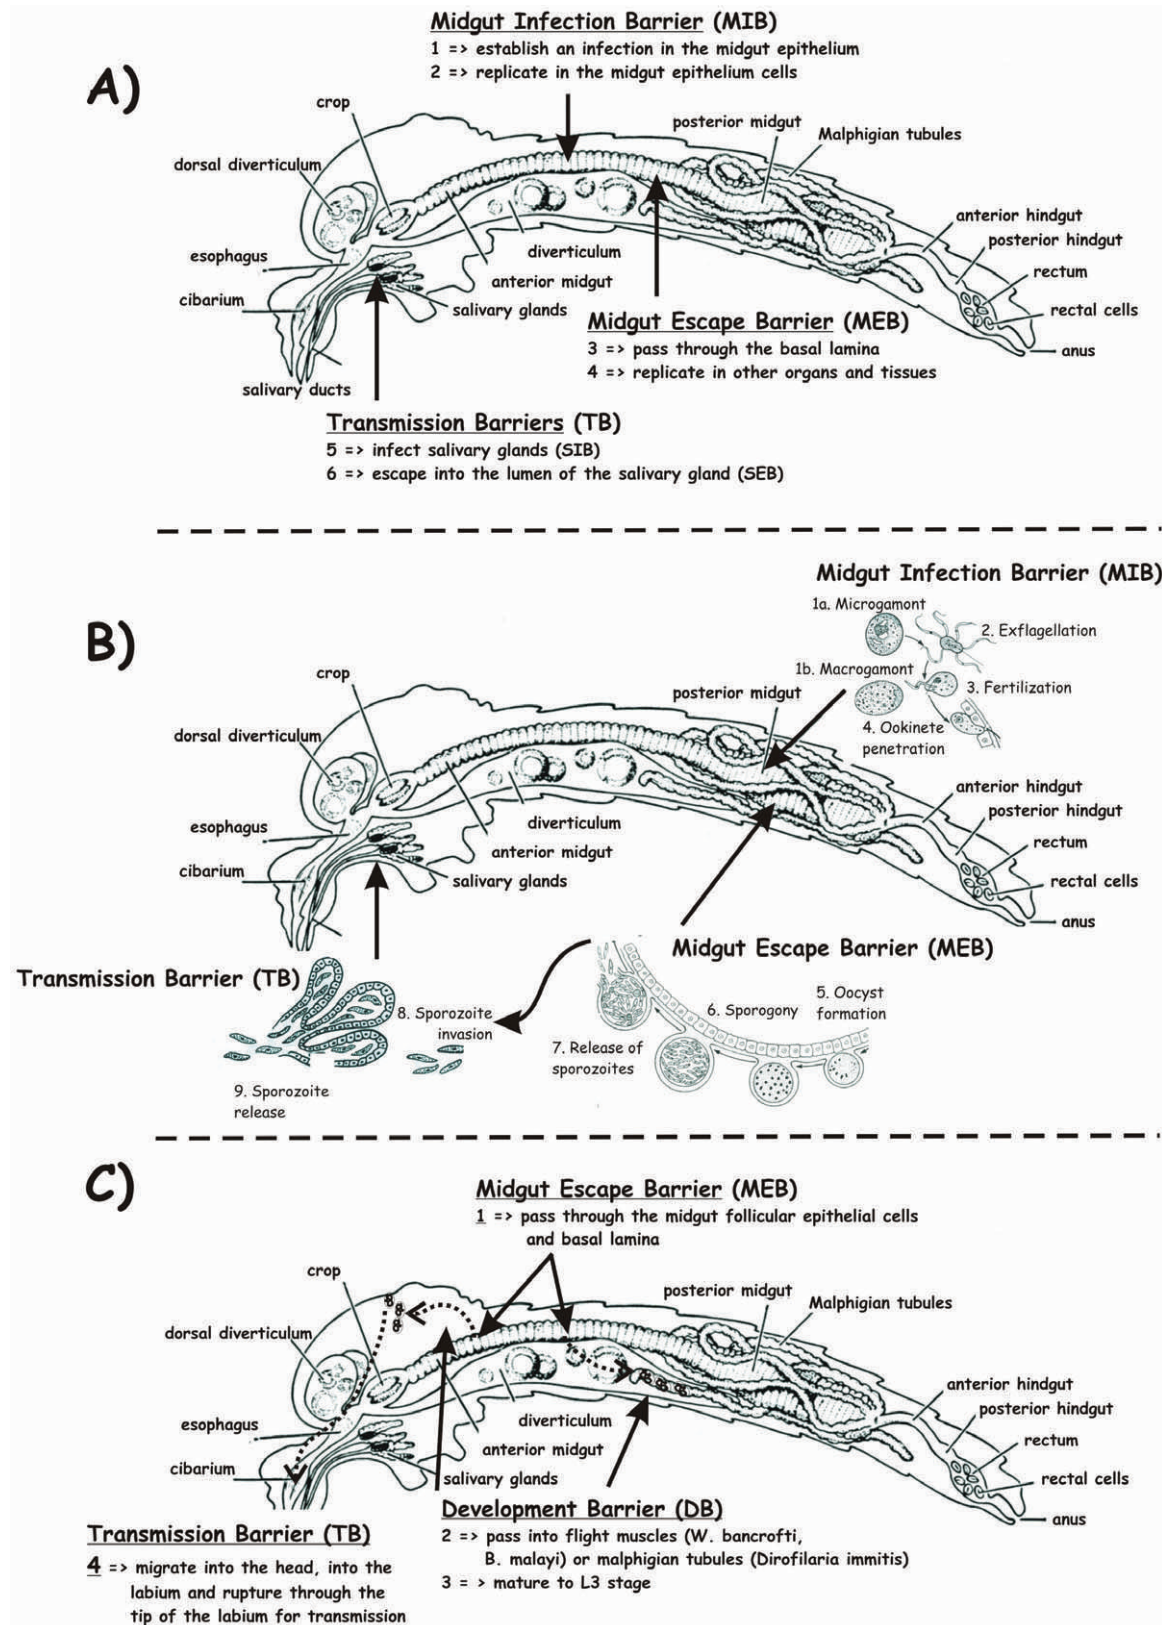 A)
Midgut Infection Barrier (MIB)
1 => establish an infection in the midgut epithelium
2 => replicate in the midgut epithelium cells
crop
posterior midgut
Malphigian tubules
dorsal diverticulum
anterior hindgut
posterior hindgut
esophagus
diverticulum
rectum
anterior midgut
cibarium
salivary glands
rectal cells
Midgut Escape Barrier (MEB)
3 => pass through the basal lamina
anus
4 => replicate in other organs and tissues
salivary ducts
Transmission Barriers (TB)
5 => infect salivary glands (SIB)
6 => escape into the lumen of the salivary gland (SEB)
B)
Midgut Infection Barrier (MIB)
1a. Microgamont
2. Exflagellation
1b. Macrogamont
3. Fertilization
4. Ookinete
penetration
crop
posterior midgut
dorsal diverticulum
anterior hindgut
posterior hindgut
esophagus
diverticulum
rectum
anterior midgut
cibarium
salivary glands
rectal cells
anus
Midgut Escape Barrier (MEB)
Transmission Barrier (TB)
5. Oocyst
formation
6. Sporogony
8. Sporozoite
invasion
7. Release of
sporozoites
9. Sporozoite
release
C)
Midgut Escape Barrier (MEB)
1 => pass through the midgut follicular epithelial cells
and basal lamina
crop
posterior midgut
Malphigian tubules
dorsal diverticulum
anterior hindgut
posterior hindgut
esophagus
diverticulum
rectum
anterior midgut
cibarium
salivary glands
rectal cells
anus
Development Barrier (DB)
2 => pass into flight muscles (W. bancrofti,
B. malayi) or malphigian tubules (Dirofilaria immitis)
3 = > mature to L3 stage
Transmission Barrier (TB)
4 => migrate into the head, into the
labium and rupture through the
tip of the labium for transmission